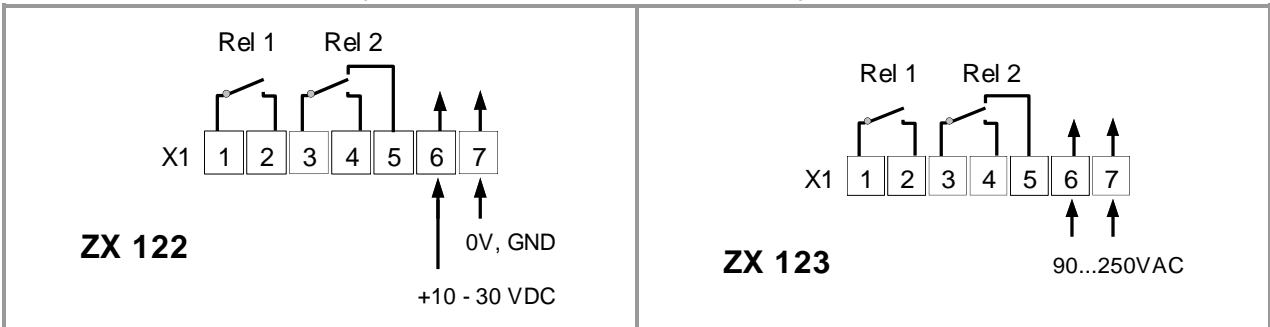 Rel 1 Rel 2
X1 1 2 3 4 5 6 7
0V, GND
ZX 122
+10 - 30 VDC
Rel 1 Rel 2
X1 1 2 3 4 5 6 7
ZX 123
90...250VAC